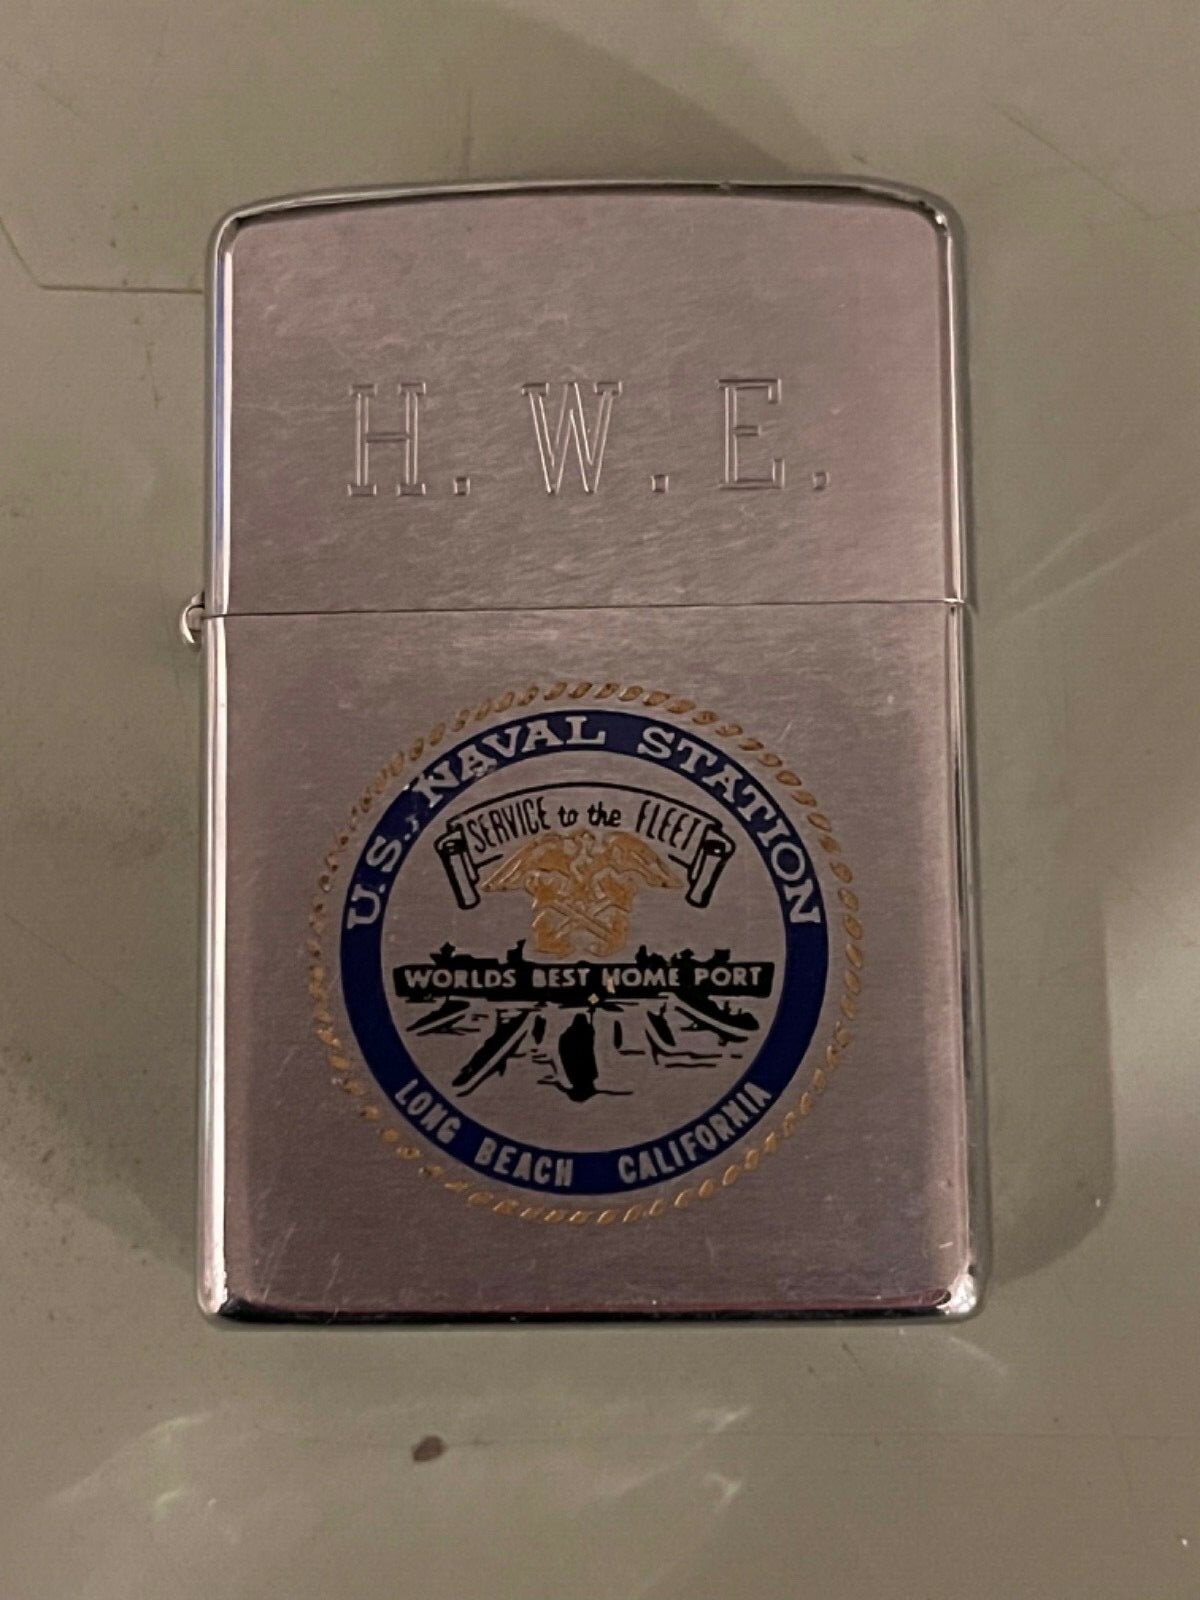 H. W. E.
U.S. NAVAL STATION
SERVICE to the FLEET
WORLDS BEST HOME PORT
LONG BEACH CALIFORNIA